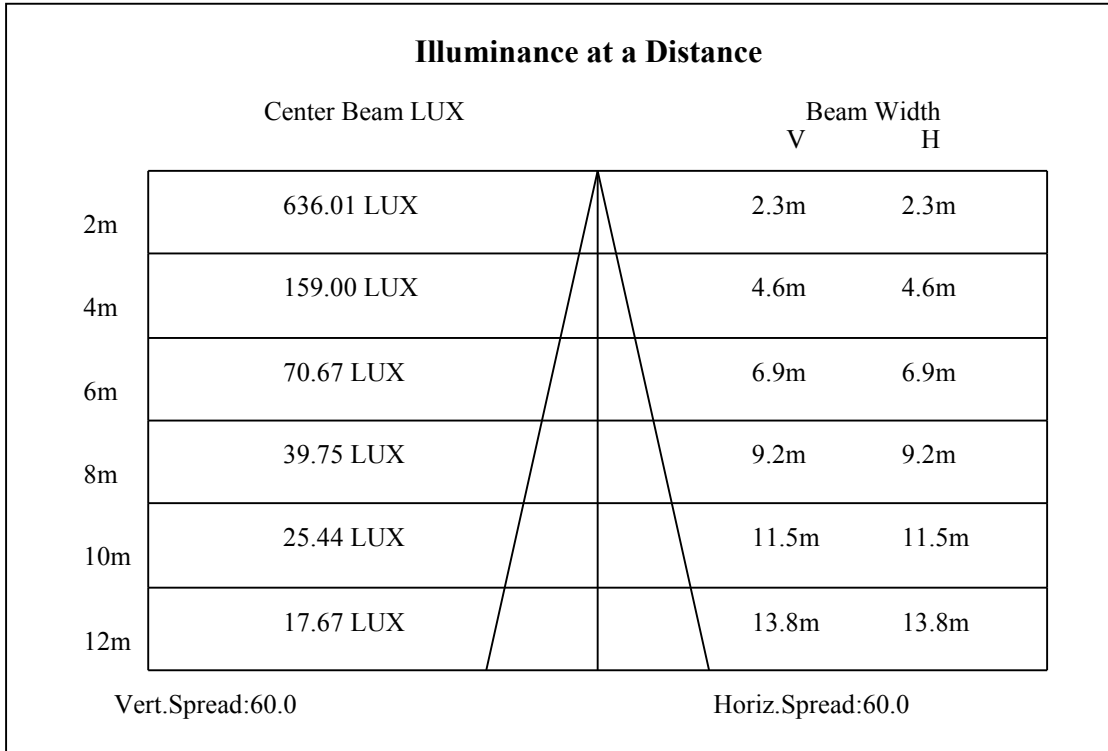 Illuminance at a Distance
Center Beam LUX Beam Width
V H
2m 636.01 LUX 2.3m 2.3m
4m 159.00 LUX 4.6m 4.6m
6m 70.67 LUX 6.9m 6.9m
8m 39.75 LUX 9.2m 9.2m
10m 25.44 LUX 11.5m 11.5m
12m 17.67 LUX 13.8m 13.8m
Vert.Spread:60.0 Horiz.Spread:60.0